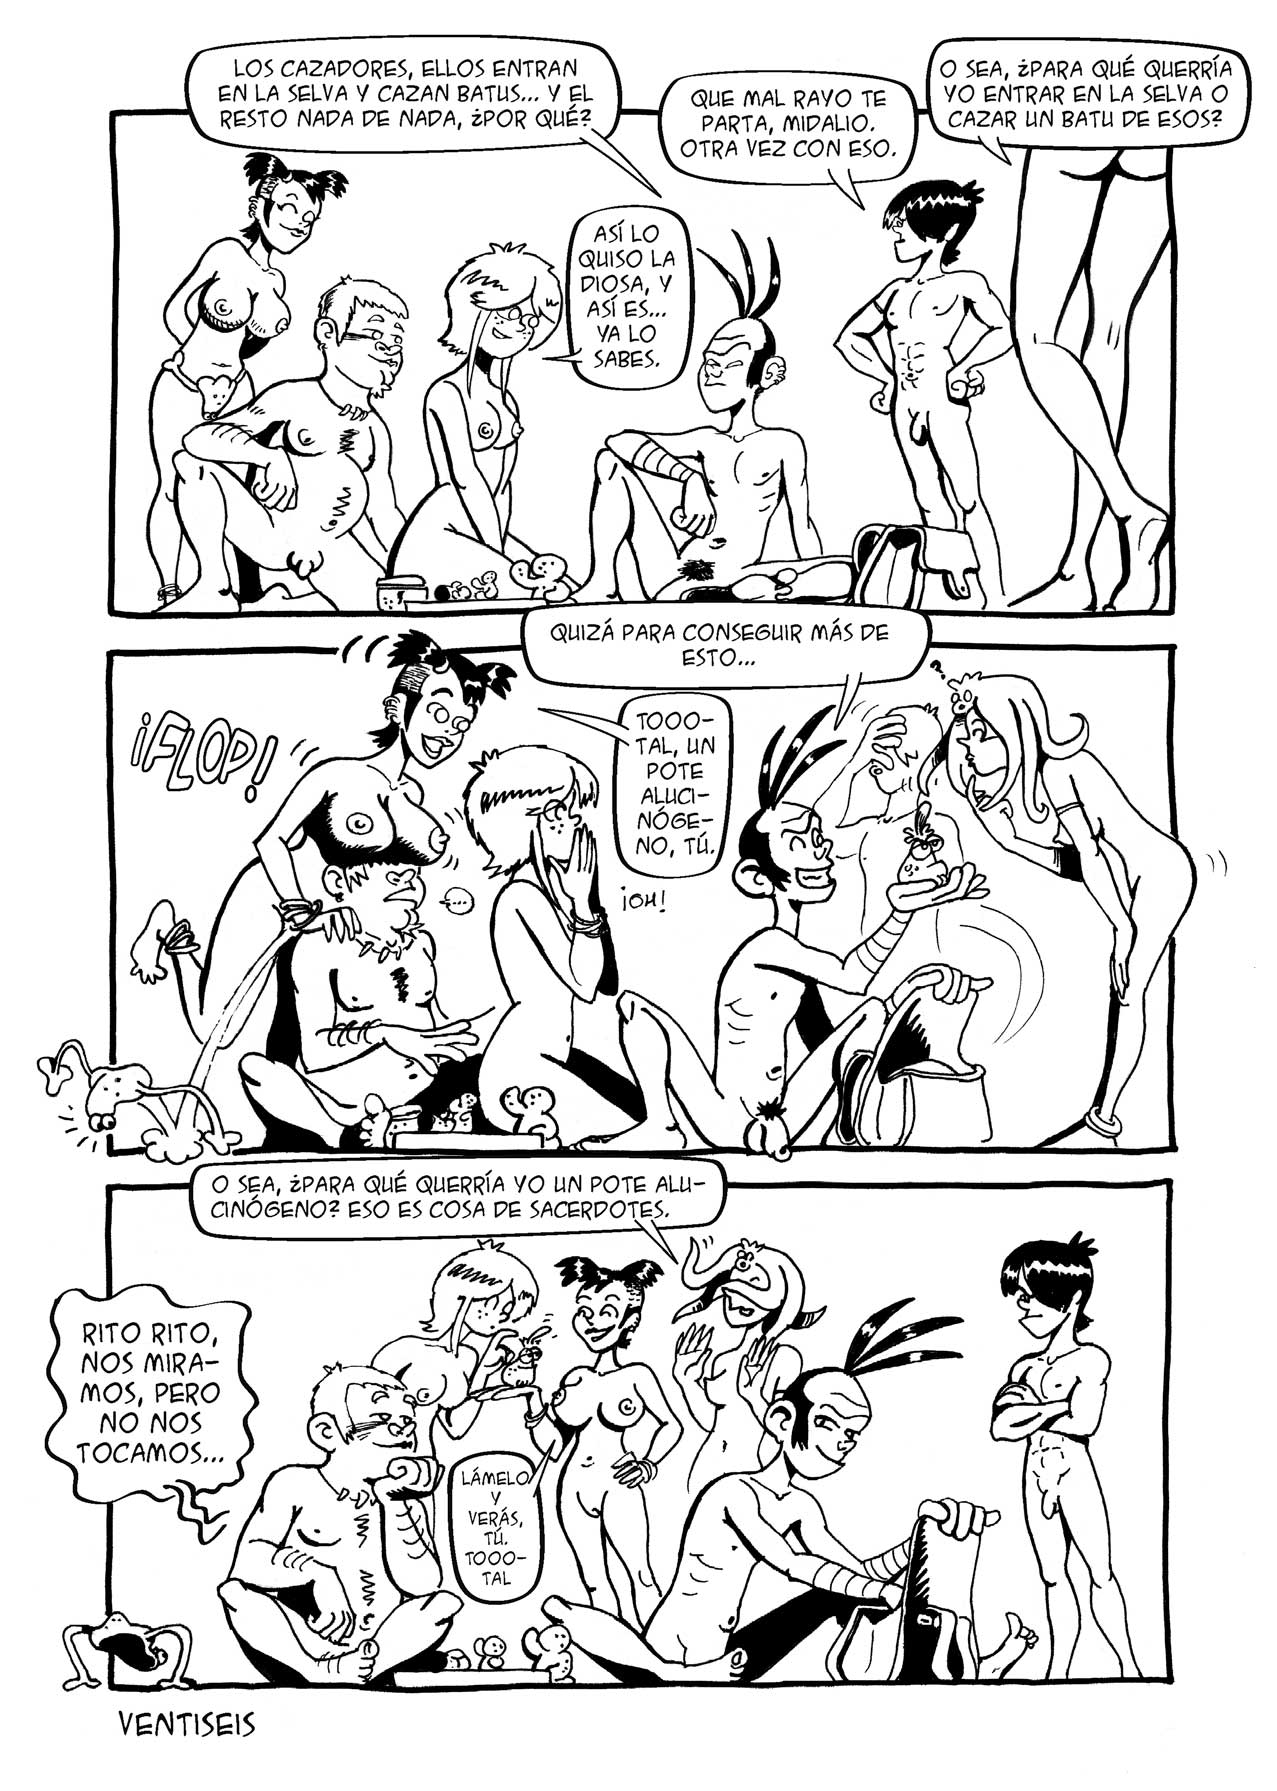 LOS CAZADORES, ELLOS ENTRAN
EN LA SELVA Y CAZAN BATUS... Y EL
RESTO NADA DE NADA, ¿POR QUÉ?
ASÍ LO
QUISO LA
DIOSA, Y
ASÍ ES...
YA LO
SABES.
QUE MAL RAYO TE
PARTA, MIDALIO.
OTRA VEZ CON ESO.
O SEA, ¿PARA QUÉ QUERRÍA
YO ENTRAR EN LA SELVA O
CAZAR UN BATU DE ESOS?
QUIZÁ PARA CONSEGUIR MÁS DE
ESTO...
¡FLOP!
TOOO-
TAL, UN
POTE
ALUCI-
NÓGE-
NO, TÚ.
¡OH!
?
....
O SEA, ¿PARA QUÉ QUERRÍA YO UN POTE ALU-
CINÓGENO? ESO ES COSA DE SACERDOTES.
RITO RITO,
NOS MIRA-
MOS, PERO
NO NOS
TOCAMOS...
LÁMELO
Y
VERÁS,
TÚ.
TOOO-
TAL
VENTISEIS